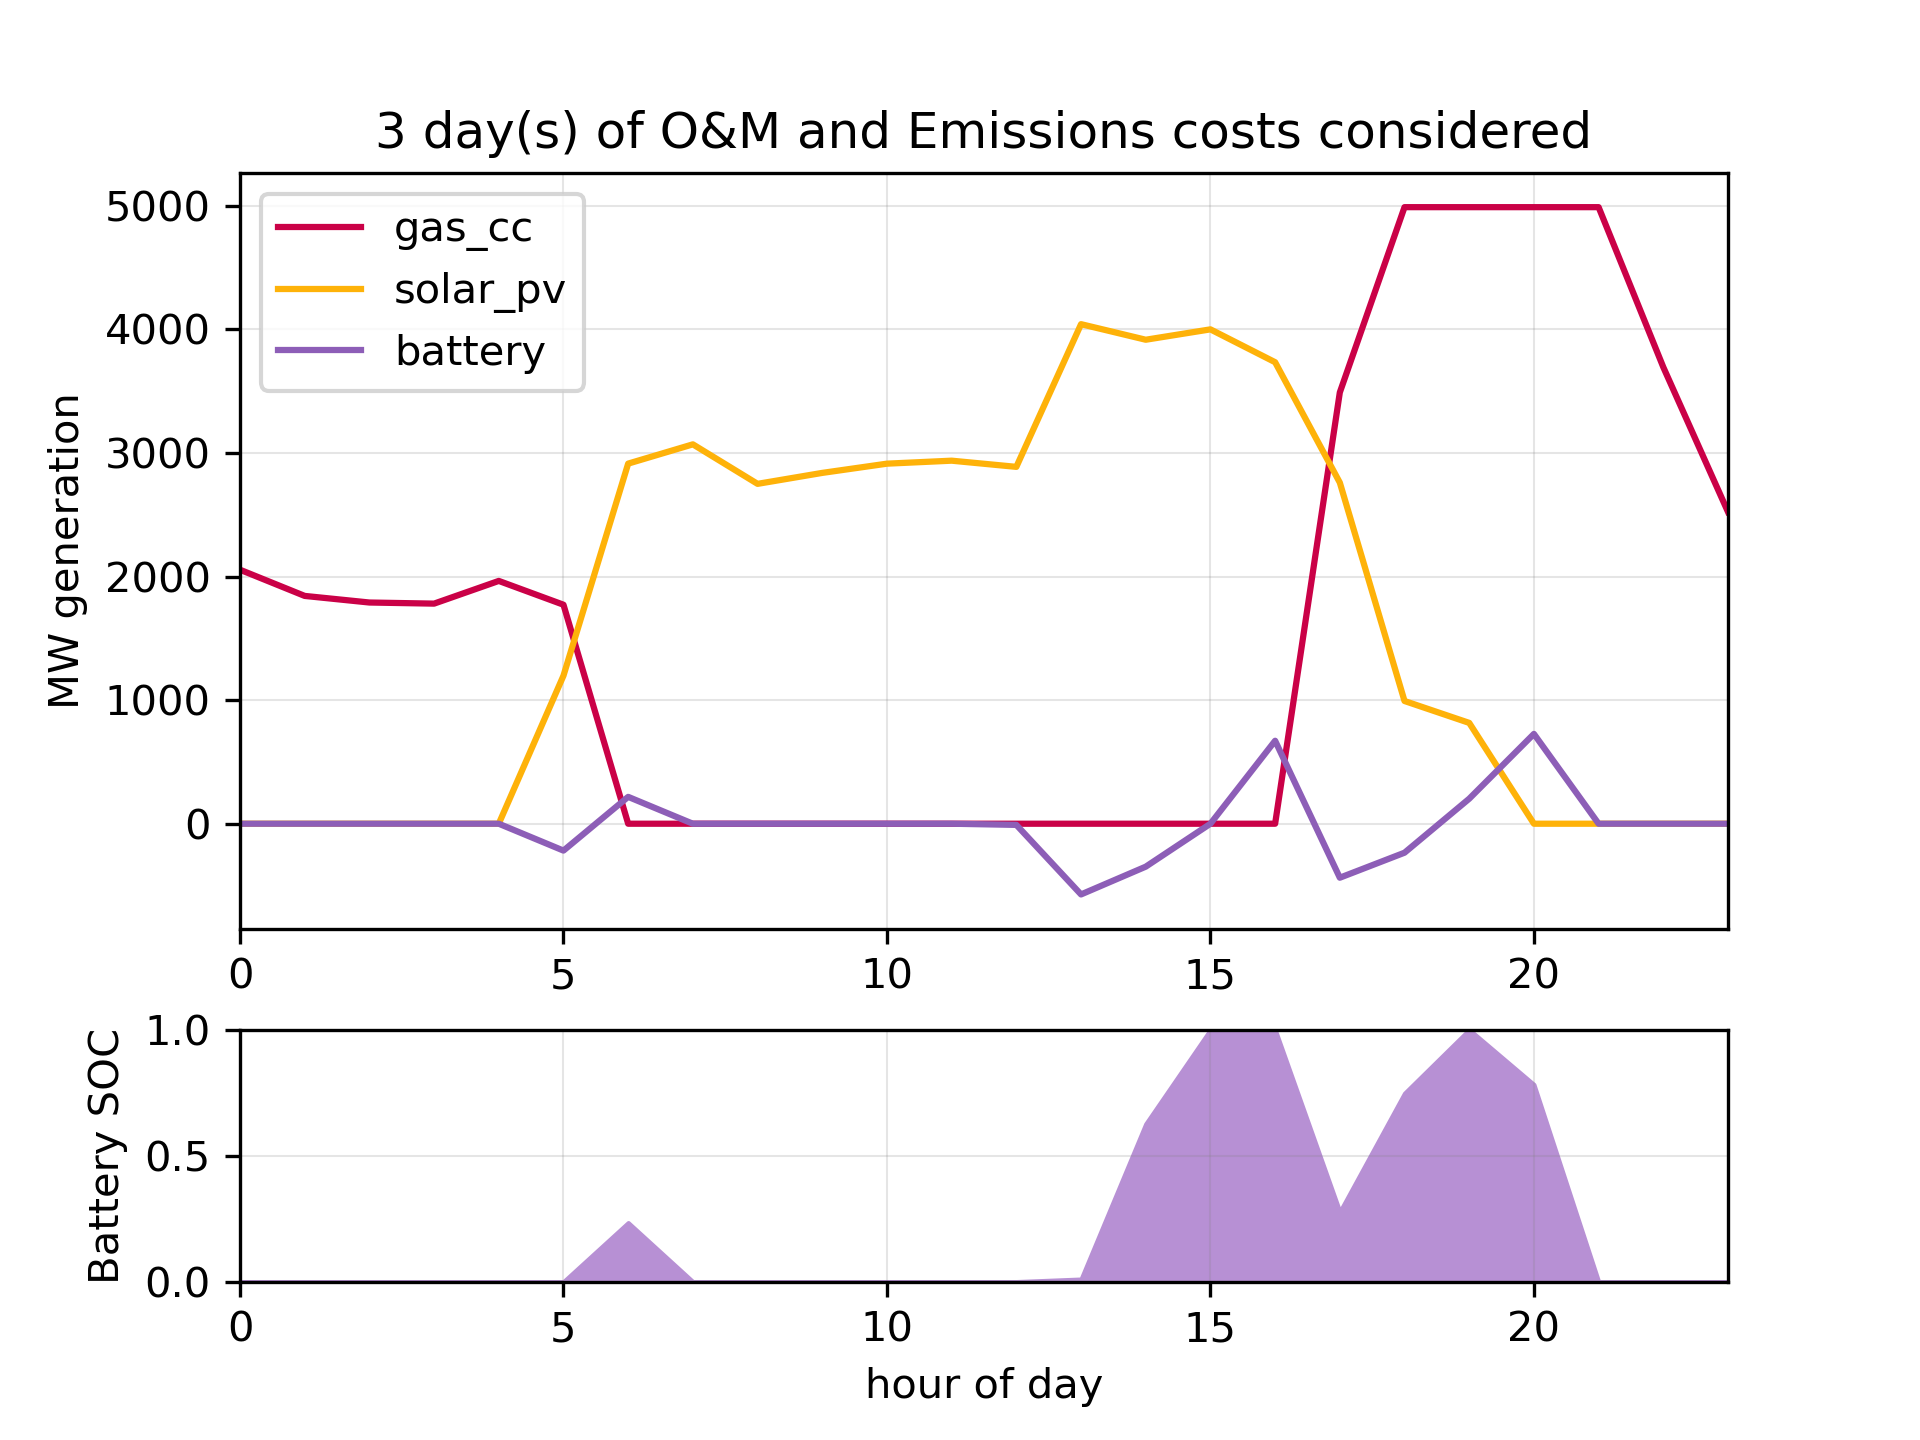 3 day(s) of O&M and Emissions costs considered
5000
4000
3000
2000
1000
0
MW generation
gas_cc
solar_pv
battery
0 5 10 15 20
1.0
0.5
0.0
Battery SOC
0 5 10 15 20
hour of day